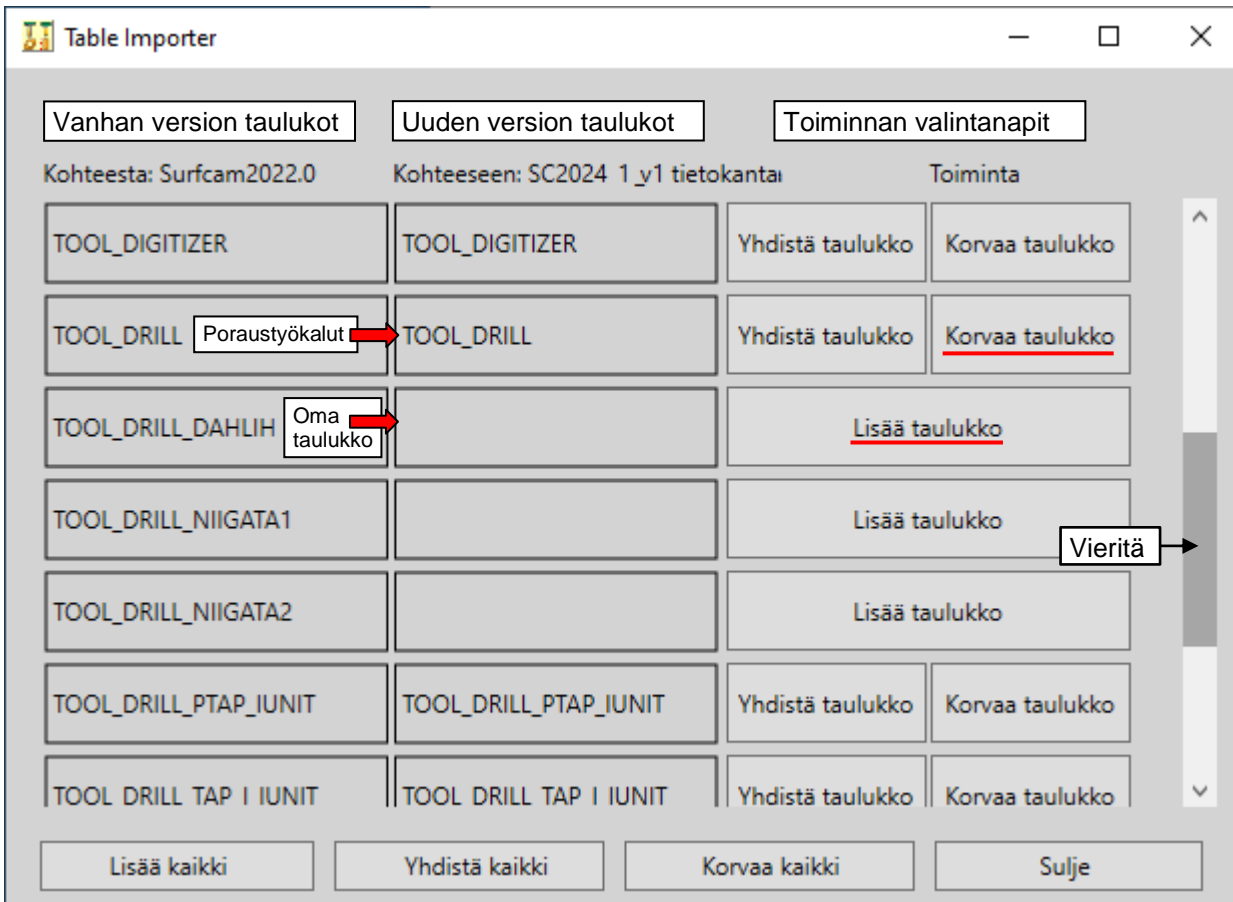 Table Importer
Vanhan version taulukot Uuden version taulukot Toiminnan valintanapit
Kohteesta: Surfcam2022.0 Kohteeseen: SC2024_1_v1 tietokantaan Toiminta
TOOL_DIGITIZER TOOL_DIGITIZER Yhdistä taulukko Korvaa taulukko
TOOL_DRILL Poraustyökalut TOOL_DRILL Yhdistä taulukko Korvaa taulukko
TOOL_DRILL_DAHLIH Oma Lisää taulukko
taulukko
TOOL_DRILL_NIIGATA1 Lisää taulukko
Vieritä
TOOL_DRILL_NIIGATA2 Lisää taulukko
TOOL_DRILL_PTAP_IUNIT TOOL_DRILL_PTAP_IUNIT Yhdistä taulukko Korvaa taulukko
TOOL_DRILL_TAP_I_IUNIT TOOL_DRILL_TAP_I_IUNIT Yhdistä taulukko Korvaa taulukko
Lisää kaikki Yhdistä kaikki Korvaa kaikki Sulje